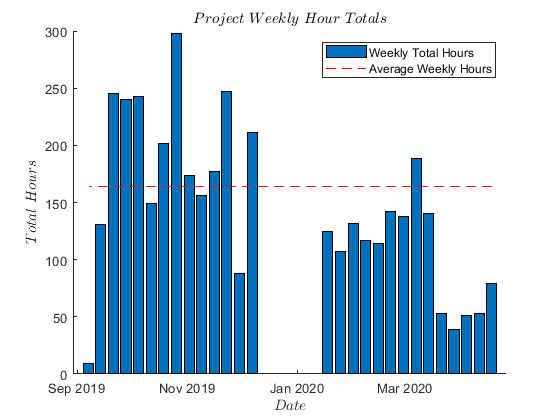 Project Weekly Hour Totals
300
250
200
150
100
50
0
Total Hours
Weekly Total Hours
Average Weekly Hours
Sep 2019
Nov 2019
Jan 2020
Mar 2020
Date